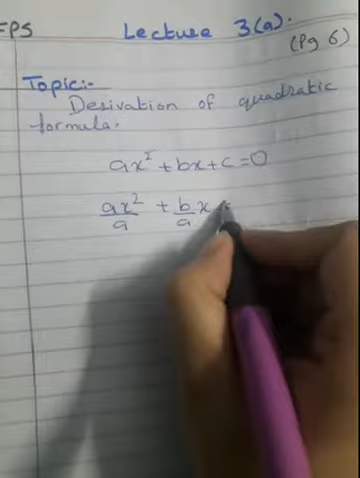 EPS
Lecture 3(a).
(Pg 6)
Topic:-
Derivation of quadratic
formula.
ax² + bx + c = 0
ax²/a + b/a x +